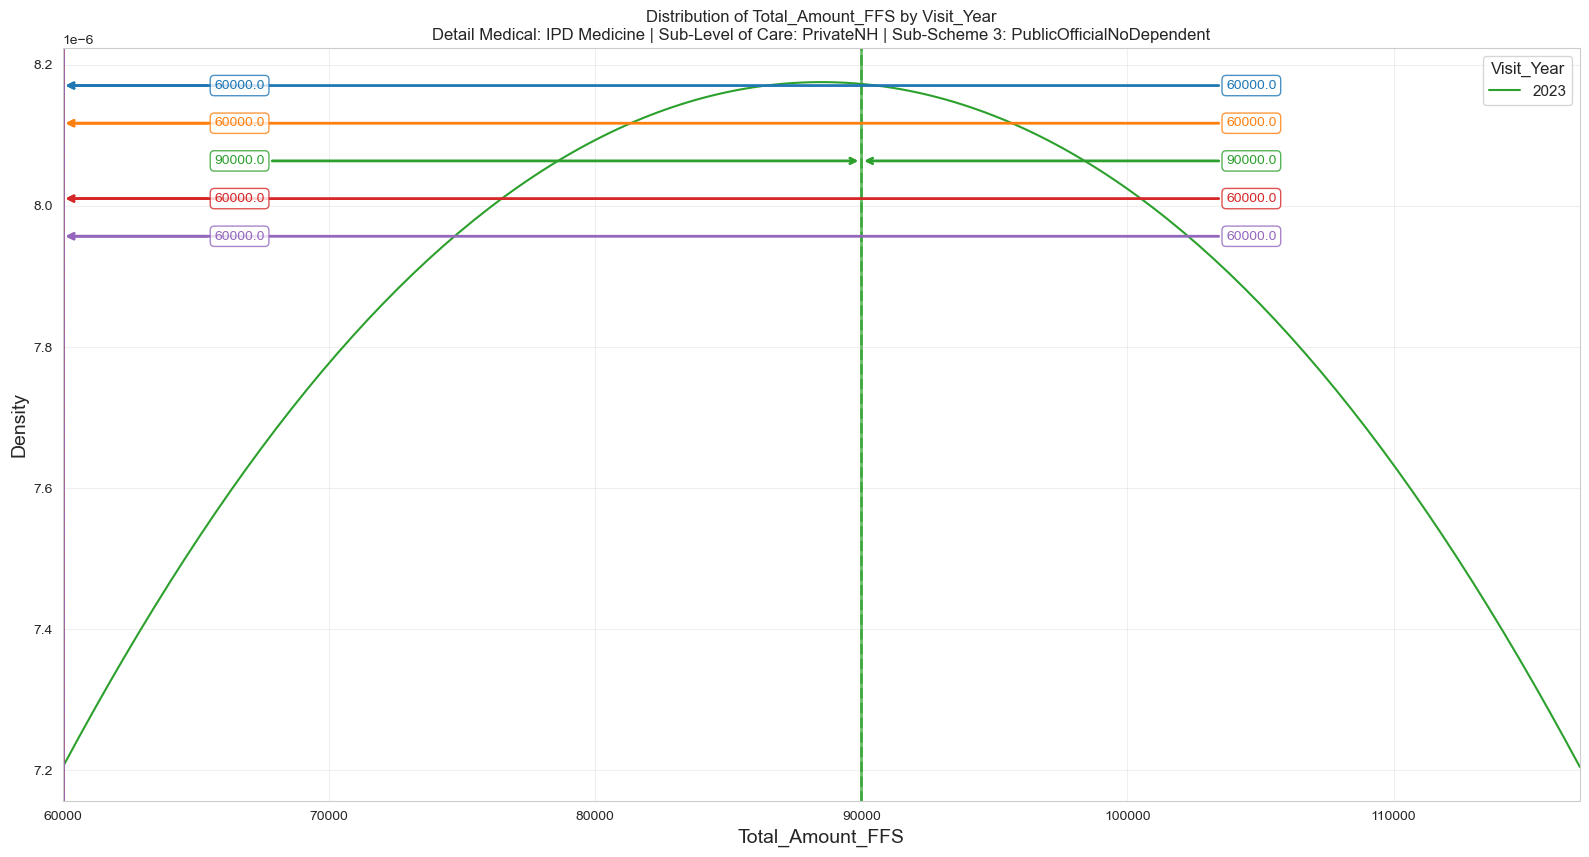 Distribution of Total_Amount_FFS by Visit_Year
Detail Medical: IPD Medicine | Sub-Level of Care: PrivateNH | Sub-Scheme 3: PublicOfficialNoDependent
1e−6
8.2
8.0
7.8
7.6
7.4
7.2
Density
60000.0 60000.0
60000.0 60000.0
90000.0 90000.0
60000.0 60000.0
60000.0 60000.0
Visit_Year
2023
60000 70000 80000 90000 100000 110000
Total_Amount_FFS